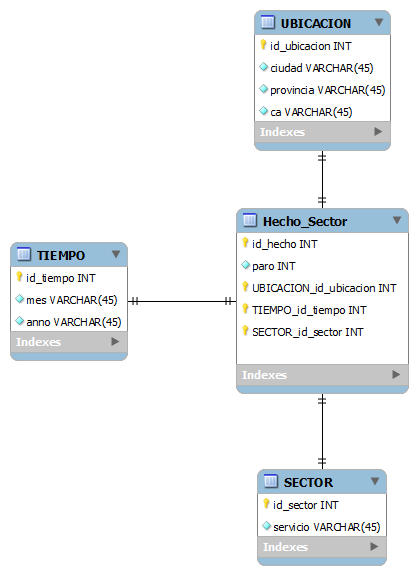 UBICACION
id_ubicacion INT
ciudad VARCHAR(45)
provincia VARCHAR(45)
ca VARCHAR(45)
Indexes
Hecho_Sector
id_hecho INT
paro INT
UBICACION_id_ubicacion INT
TIEMPO_id_tiempo INT
SECTOR_id_sector INT
Indexes
TIEMPO
id_tiempo INT
mes VARCHAR(45)
anno VARCHAR(45)
Indexes
SECTOR
id_sector INT
servicio VARCHAR(45)
Indexes